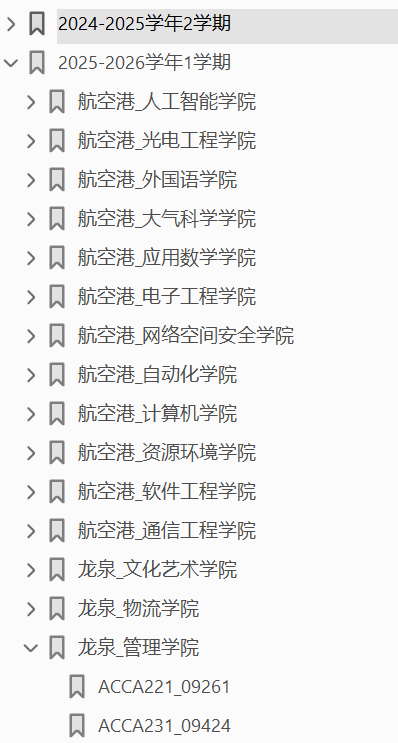 2024-2025学年2学期
2025-2026学年1学期
航空港_人工智能学院
航空港_光电工程学院
航空港_外国语学院
航空港_大气科学学院
航空港_应用数学学院
航空港_电子工程学院
航空港_网络空间安全学院
航空港_自动化学院
航空港_计算机学院
航空港_资源环境学院
航空港_软件工程学院
航空港_通信工程学院
龙泉_文化艺术学院
龙泉_物流学院
龙泉_管理学院
ACCA221_09261
ACCA231_09424